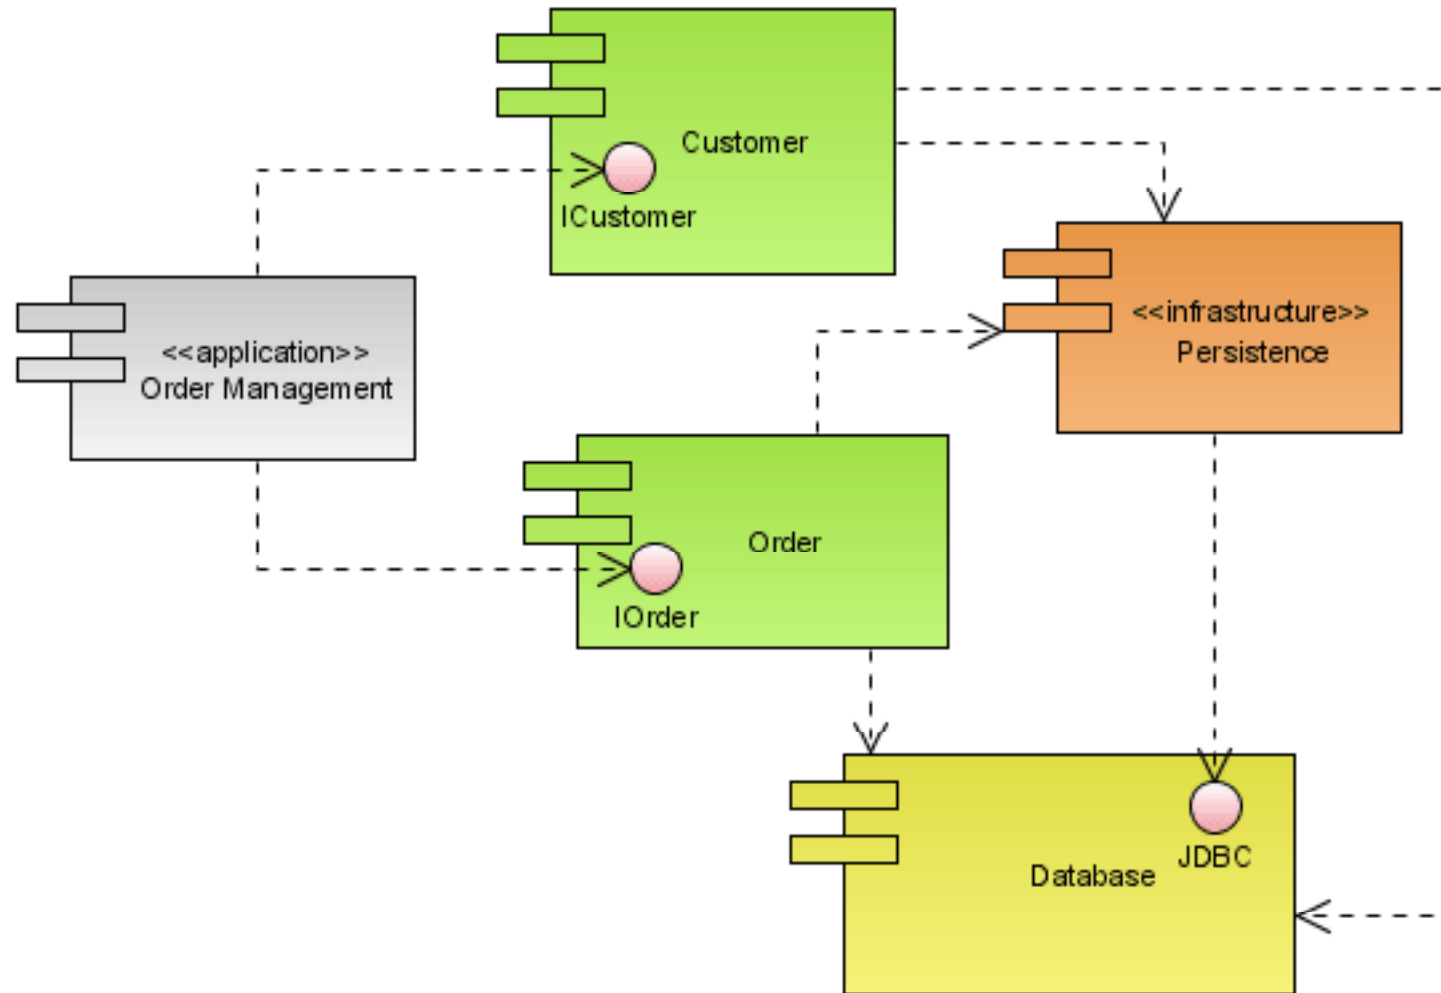 Customer
ICustomer
<<application>>
Order Management
<<infrastructure>>
Persistence
Order
IOrder
JDBC
Database